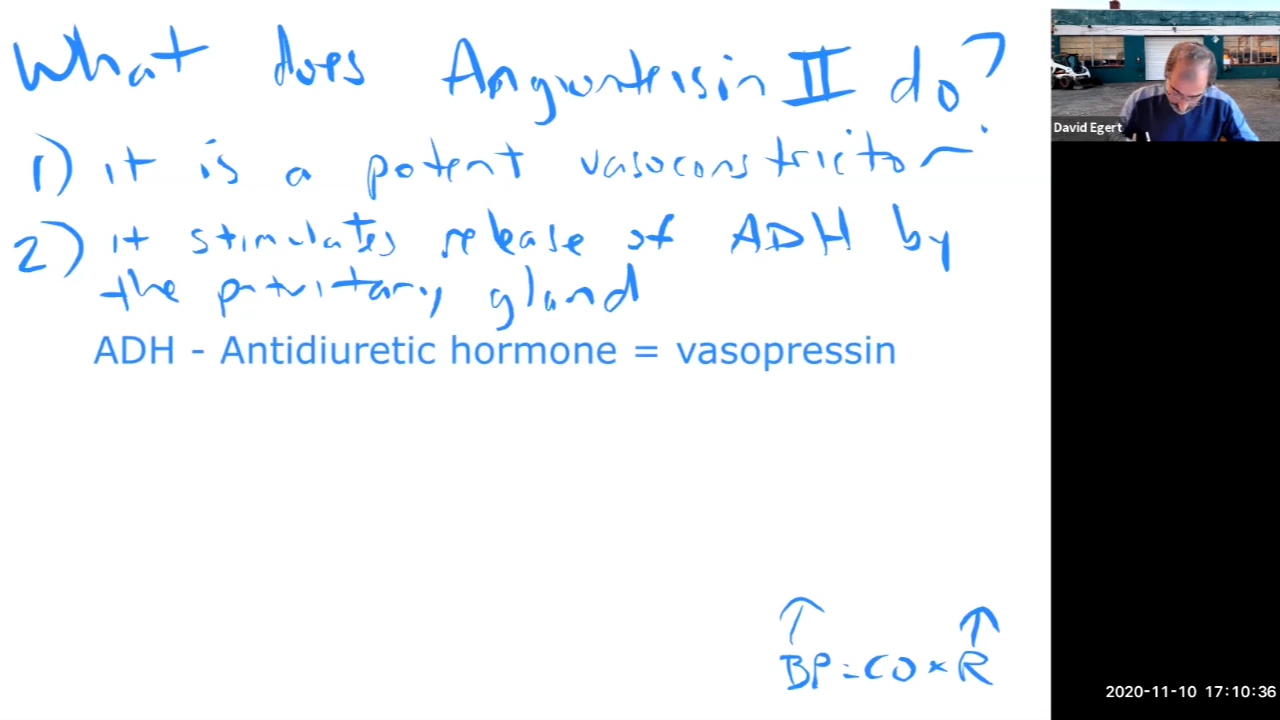 What does Angiontensin II do?
1) it is a potent vasoconstrictor
2) it stimulates release of ADH by
the pituitary gland
ADH - Antidiuretic hormone = vasopressin
↑ ↑
BP = CO × R
David Egert
2020-11-10 17:10:36